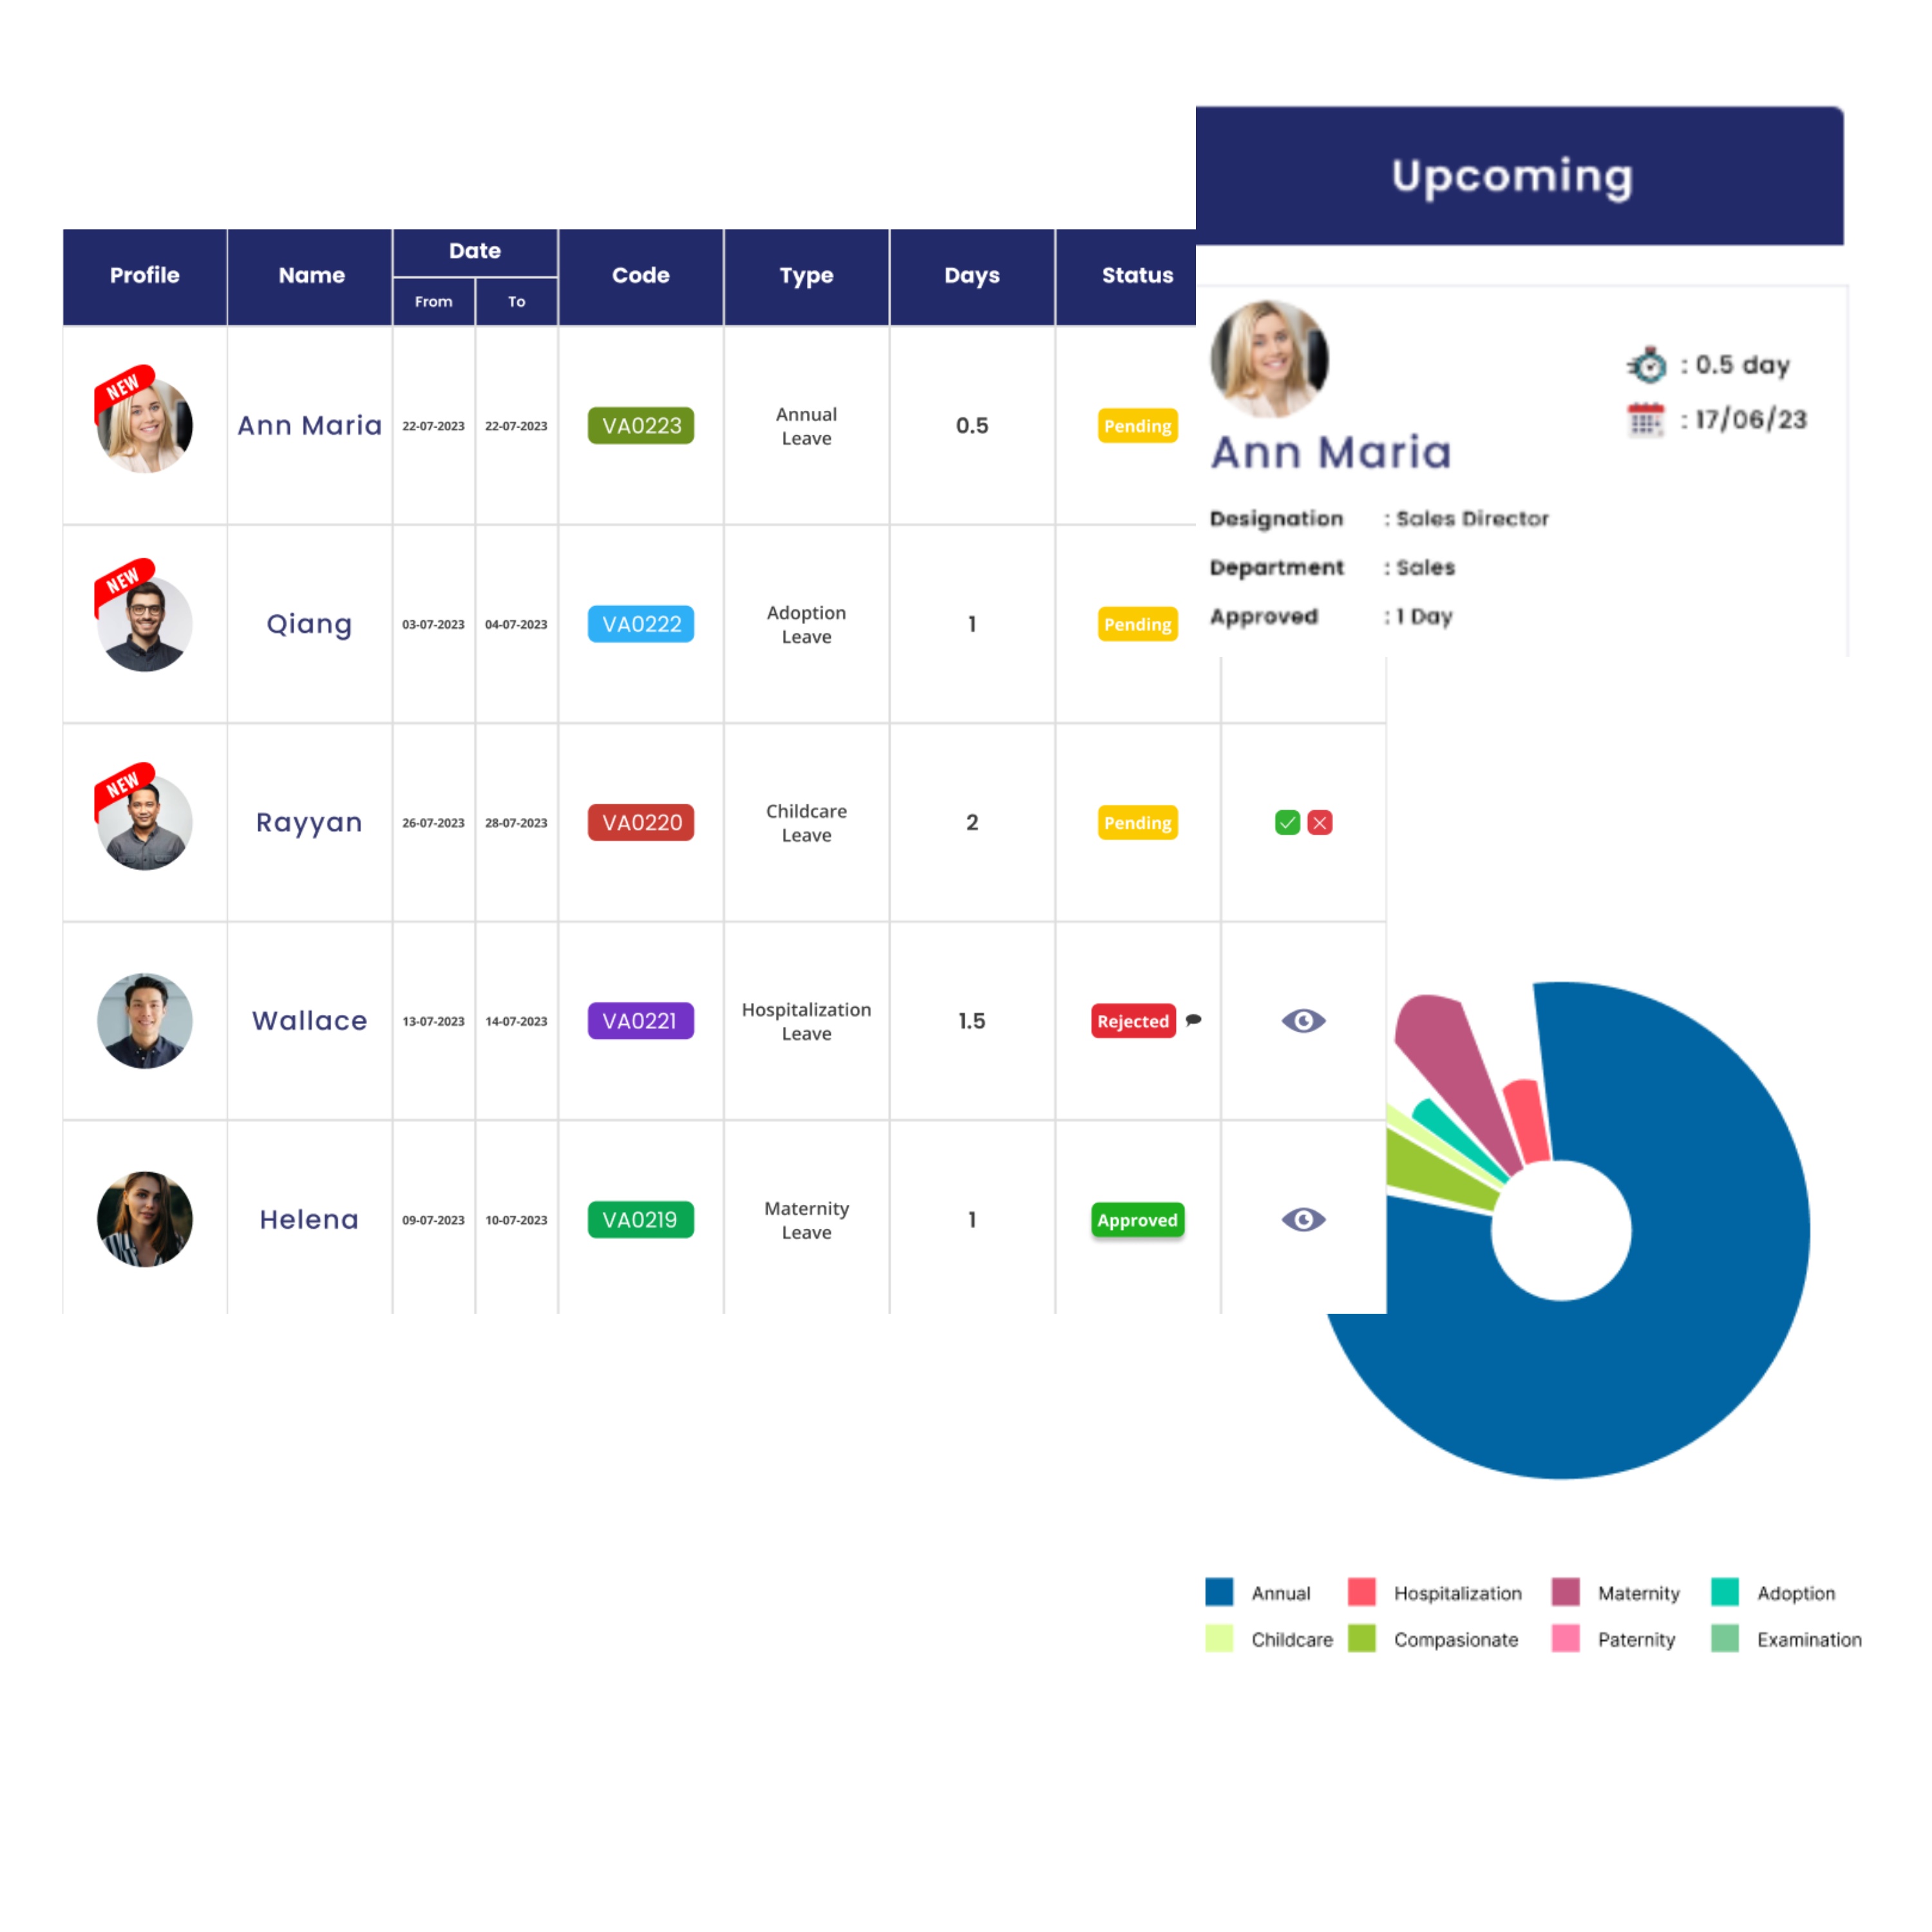 Upcoming
Profile Name Date Code Type Days Status
From To
NEW
Ann Maria 22-07-2023 22-07-2023 VA0223 Annual Leave 0.5 Pending
NEW
Qiang 03-07-2023 04-07-2023 VA0222 Adoption Leave 1 Pending
NEW
Rayyan 26-07-2023 28-07-2023 VA0220 Childcare Leave 2 Pending
Wallace 13-07-2023 14-07-2023 VA0221 Hospitalization Leave 1.5 Rejected
Helena 09-07-2023 10-07-2023 VA0219 Maternity Leave 1 Approved
: 0.5 day
: 17/06/23
Ann Maria
Designation : Sales Director
Department : Sales
Approved : 1 Day
Annual Hospitalization Maternity Adoption
Childcare Compasionate Paternity Examination